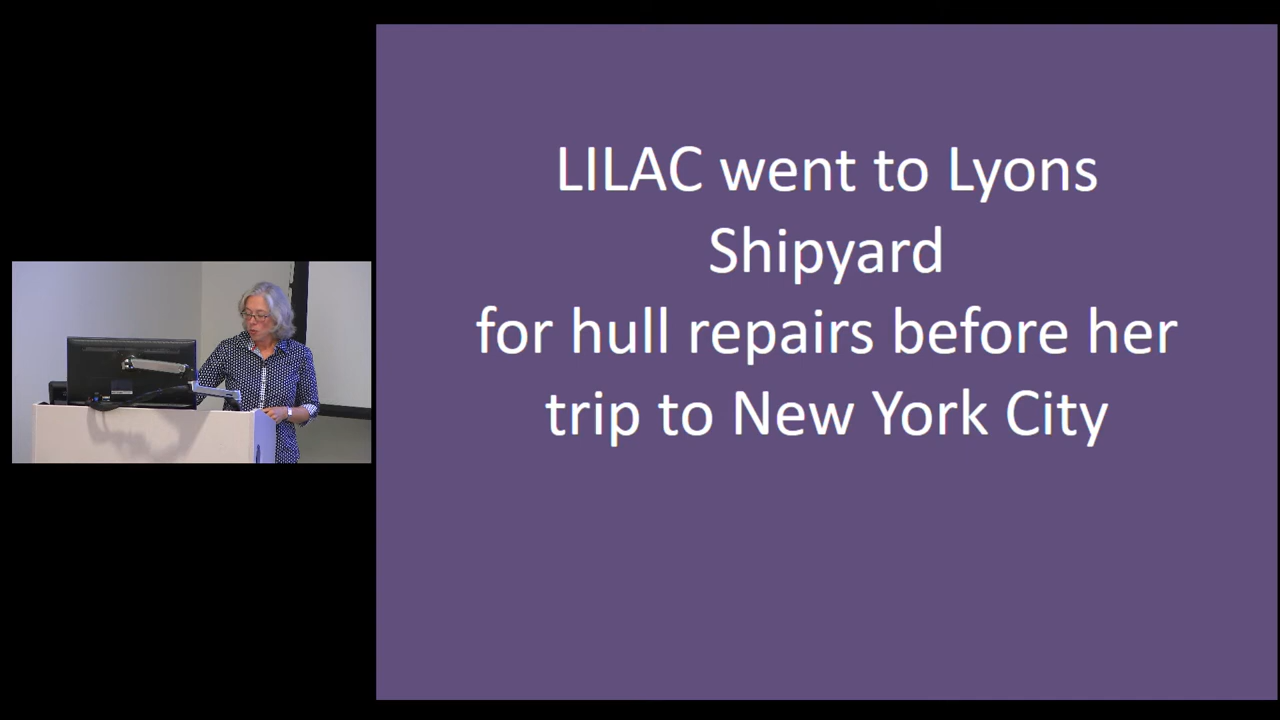 LILAC went to Lyons
Shipyard
for hull repairs before her
trip to New York City